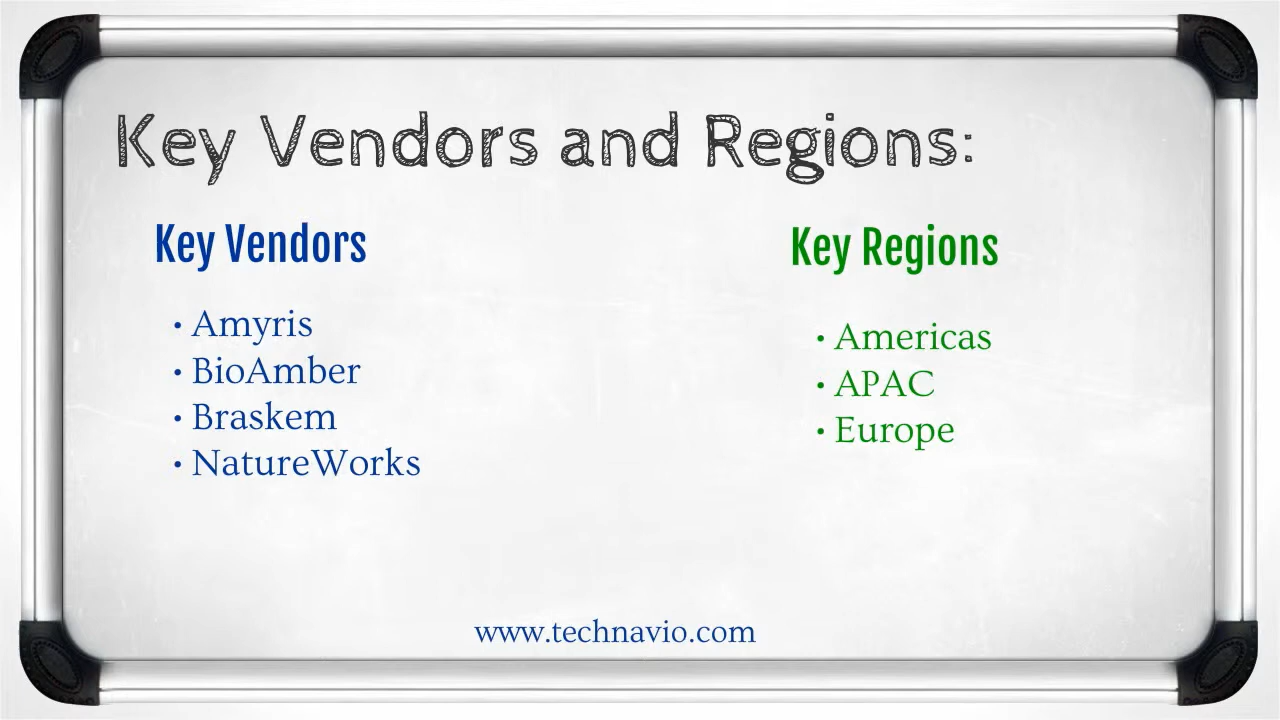 Key Vendors and Regions:
Key Vendors
• Amyris
• BioAmber
• Braskem
• NatureWorks
Key Regions
• Americas
• APAC
• Europe
www.technavio.com